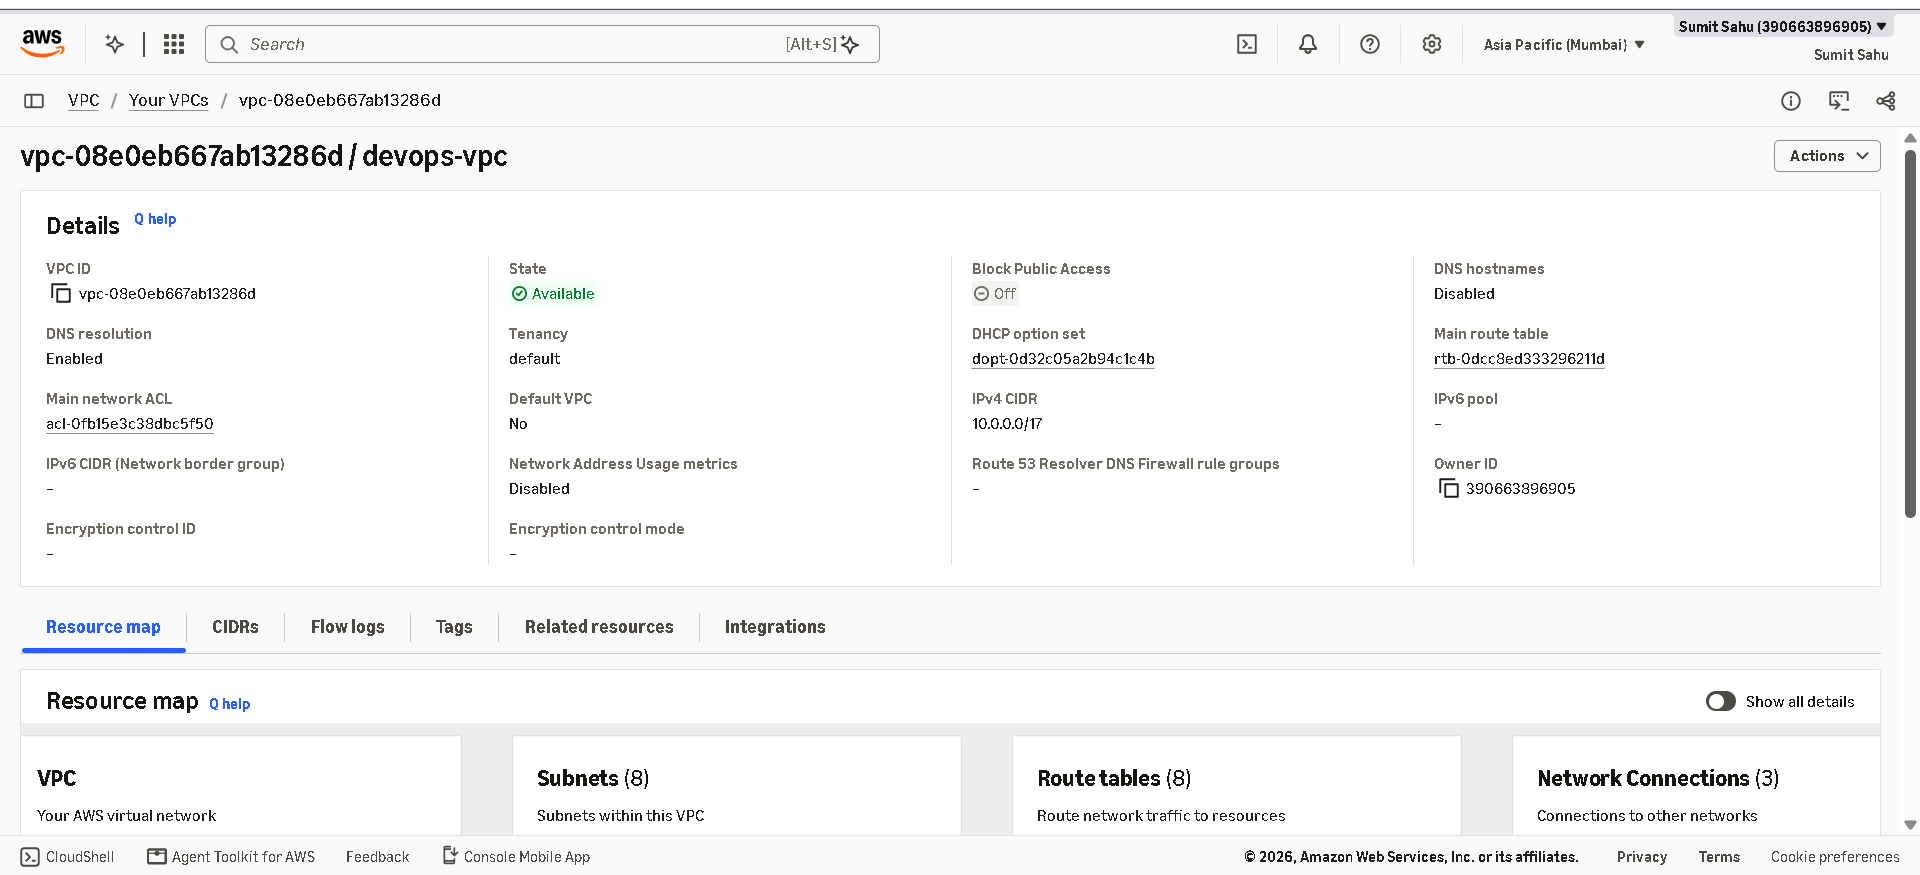 aws
Search
[Alt+S]
Asia Pacific (Mumbai) ▼
Sumit Sahu (390663896905) ▼
Sumit Sahu
VPC / Your VPCs / vpc-08e0eb667ab13286d
vpc-08e0eb667ab13286d / devops-vpc
Actions
Details Q help
VPC ID
vpc-08e0eb667ab13286d
State
Available
Block Public Access
Off
DNS hostnames
Disabled
DNS resolution
Enabled
Tenancy
default
DHCP option set
dopt-0d32c05a2b94c1c4b
Main route table
rtb-0dcc8ed333296211d
Main network ACL
acl-0fb15e3c38dbc5f50
Default VPC
No
IPv4 CIDR
10.0.0.0/17
IPv6 pool
–
IPv6 CIDR (Network border group)
–
Network Address Usage metrics
Disabled
Route 53 Resolver DNS Firewall rule groups
–
Owner ID
390663896905
Encryption control ID
–
Encryption control mode
–
Resource map
CIDRs
Flow logs
Tags
Related resources
Integrations
Resource map Q help
Show all details
VPC
Your AWS virtual network
Subnets (8)
Subnets within this VPC
Route tables (8)
Route network traffic to resources
Network Connections (3)
Connections to other networks
CloudShell
Agent Toolkit for AWS
Feedback
Console Mobile App
© 2026, Amazon Web Services, Inc. or its affiliates.
Privacy
Terms
Cookie preferences